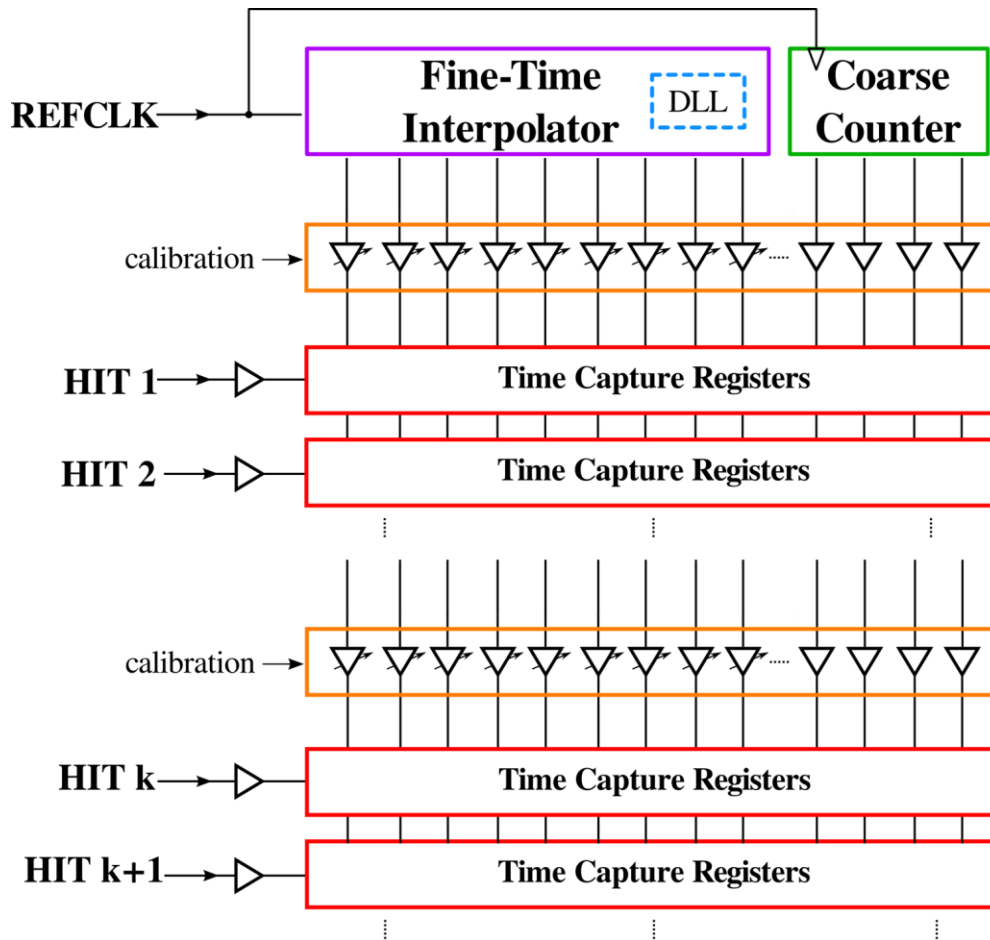 Fine-Time
Interpolator
DLL
Coarse
Counter
REFCLK
calibration
.....
HIT 1
Time Capture Registers
HIT 2
Time Capture Registers
calibration
.....
HIT k
Time Capture Registers
HIT k+1
Time Capture Registers